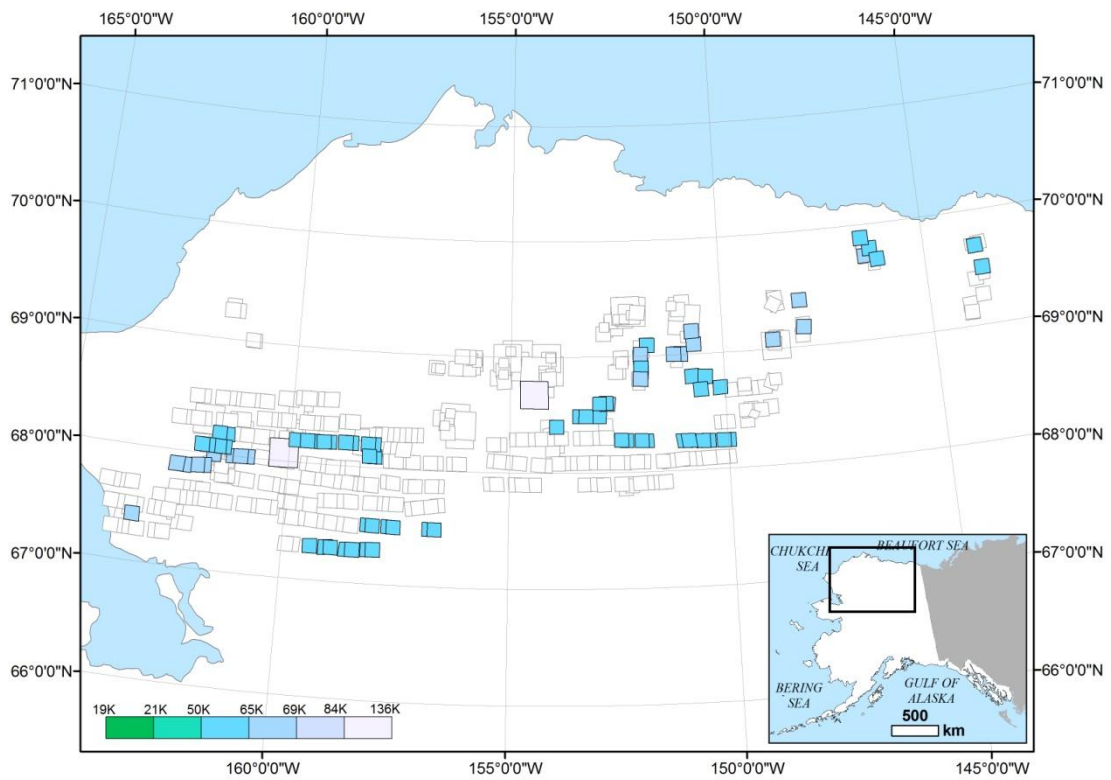 165°0'0"W 160°0'0"W 155°0'0"W 150°0'0"W 145°0'0"W
71°0'0"N 71°0'0"N
70°0'0"N 70°0'0"N
69°0'0"N 69°0'0"N
68°0'0"N 68°0'0"N
67°0'0"N 67°0'0"N
66°0'0"N 66°0'0"N
CHUKCHI BEAUFORT SEA
SEA
BERING
SEA
GULF OF
ALASKA
500
km
19K 21K 50K 65K 69K 84K 136K
160°0'0"W 155°0'0"W 150°0'0"W 145°0'0"W